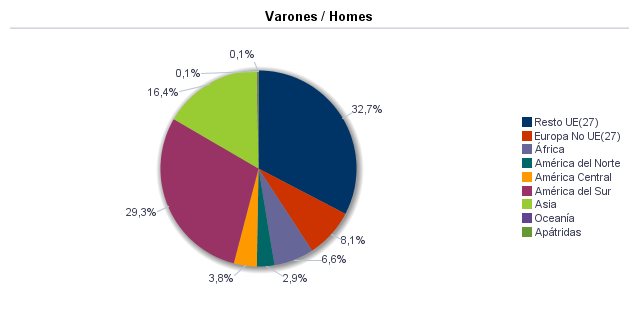 Varones / Homes
0,1%
0,1%
16,4%
32,7%
29,3%
8,1%
6,6%
3,8%
2,9%
Resto UE(27)
Europa No UE(27)
África
América del Norte
América Central
América del Sur
Asia
Oceanía
Apátridas